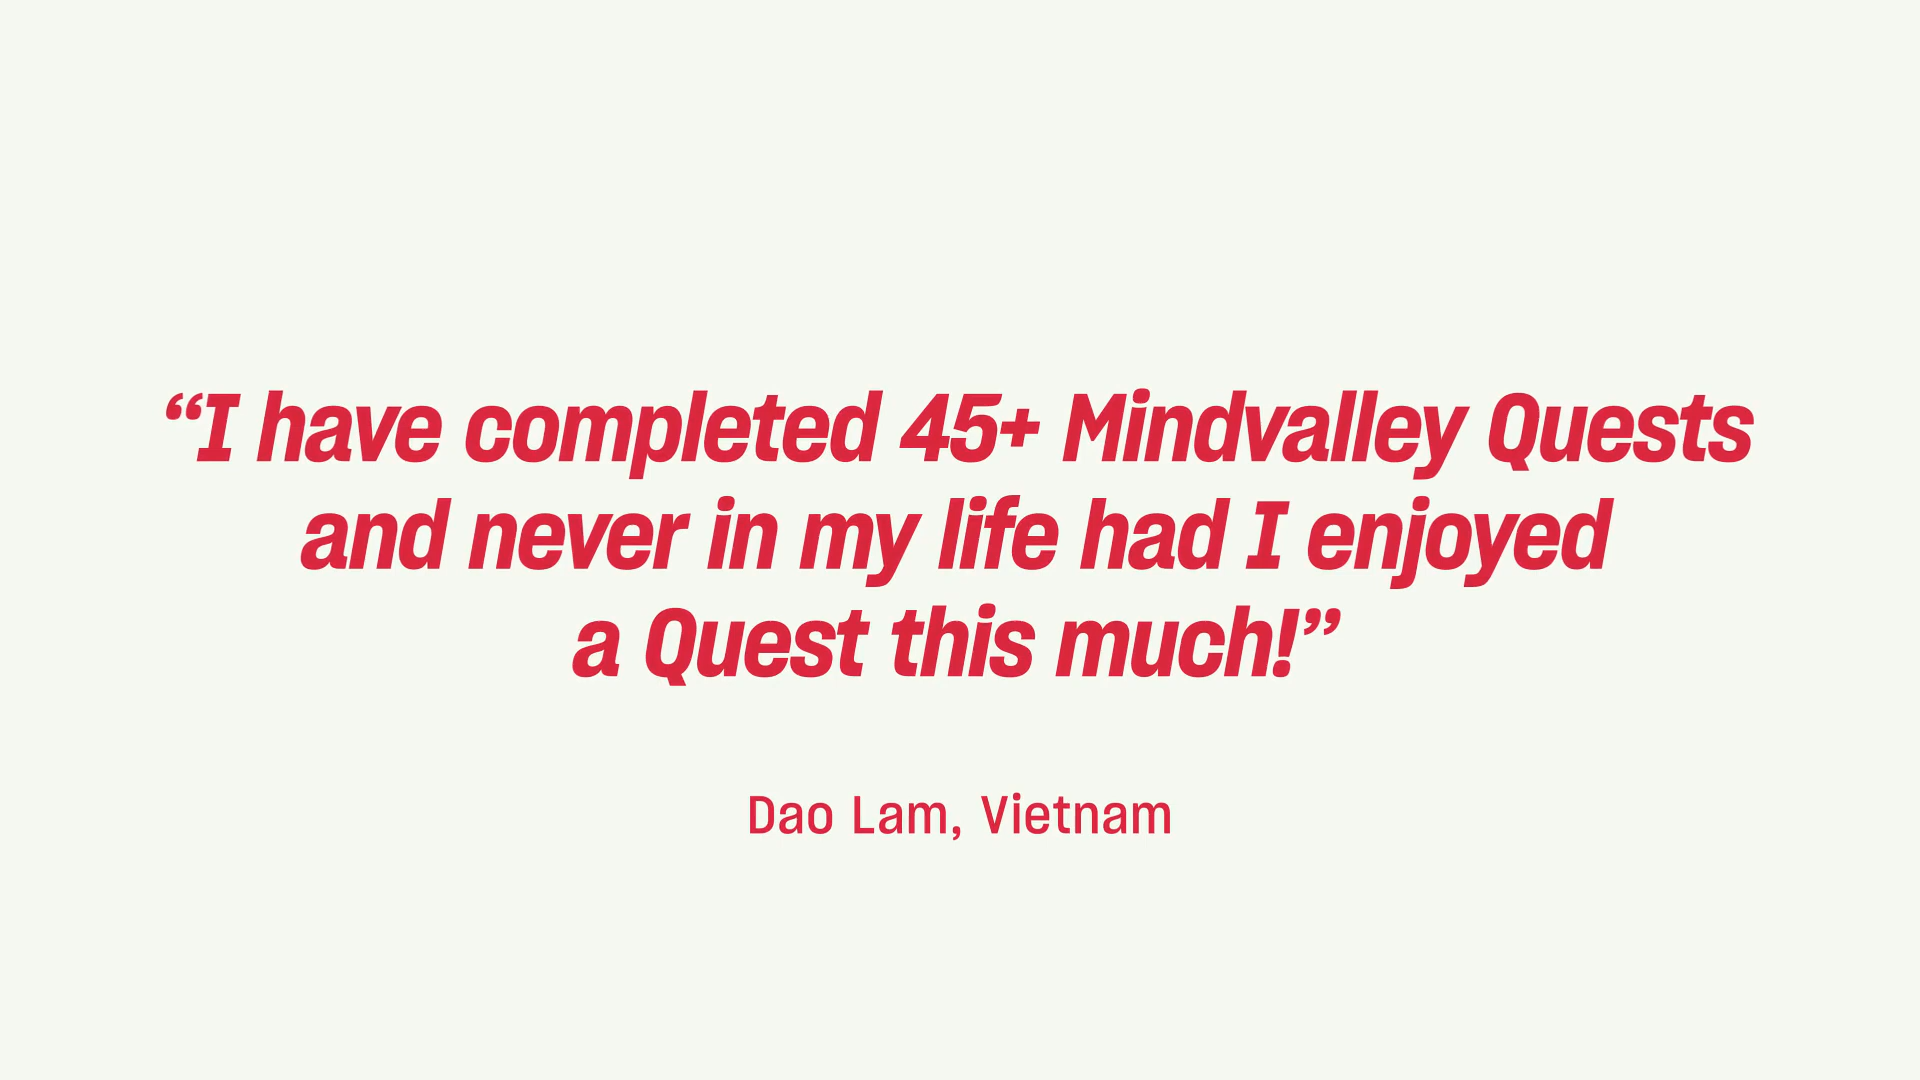 “I have completed 45+ Mindvalley Quests
and never in my life had I enjoyed
a Quest this much!”
Dao Lam, Vietnam